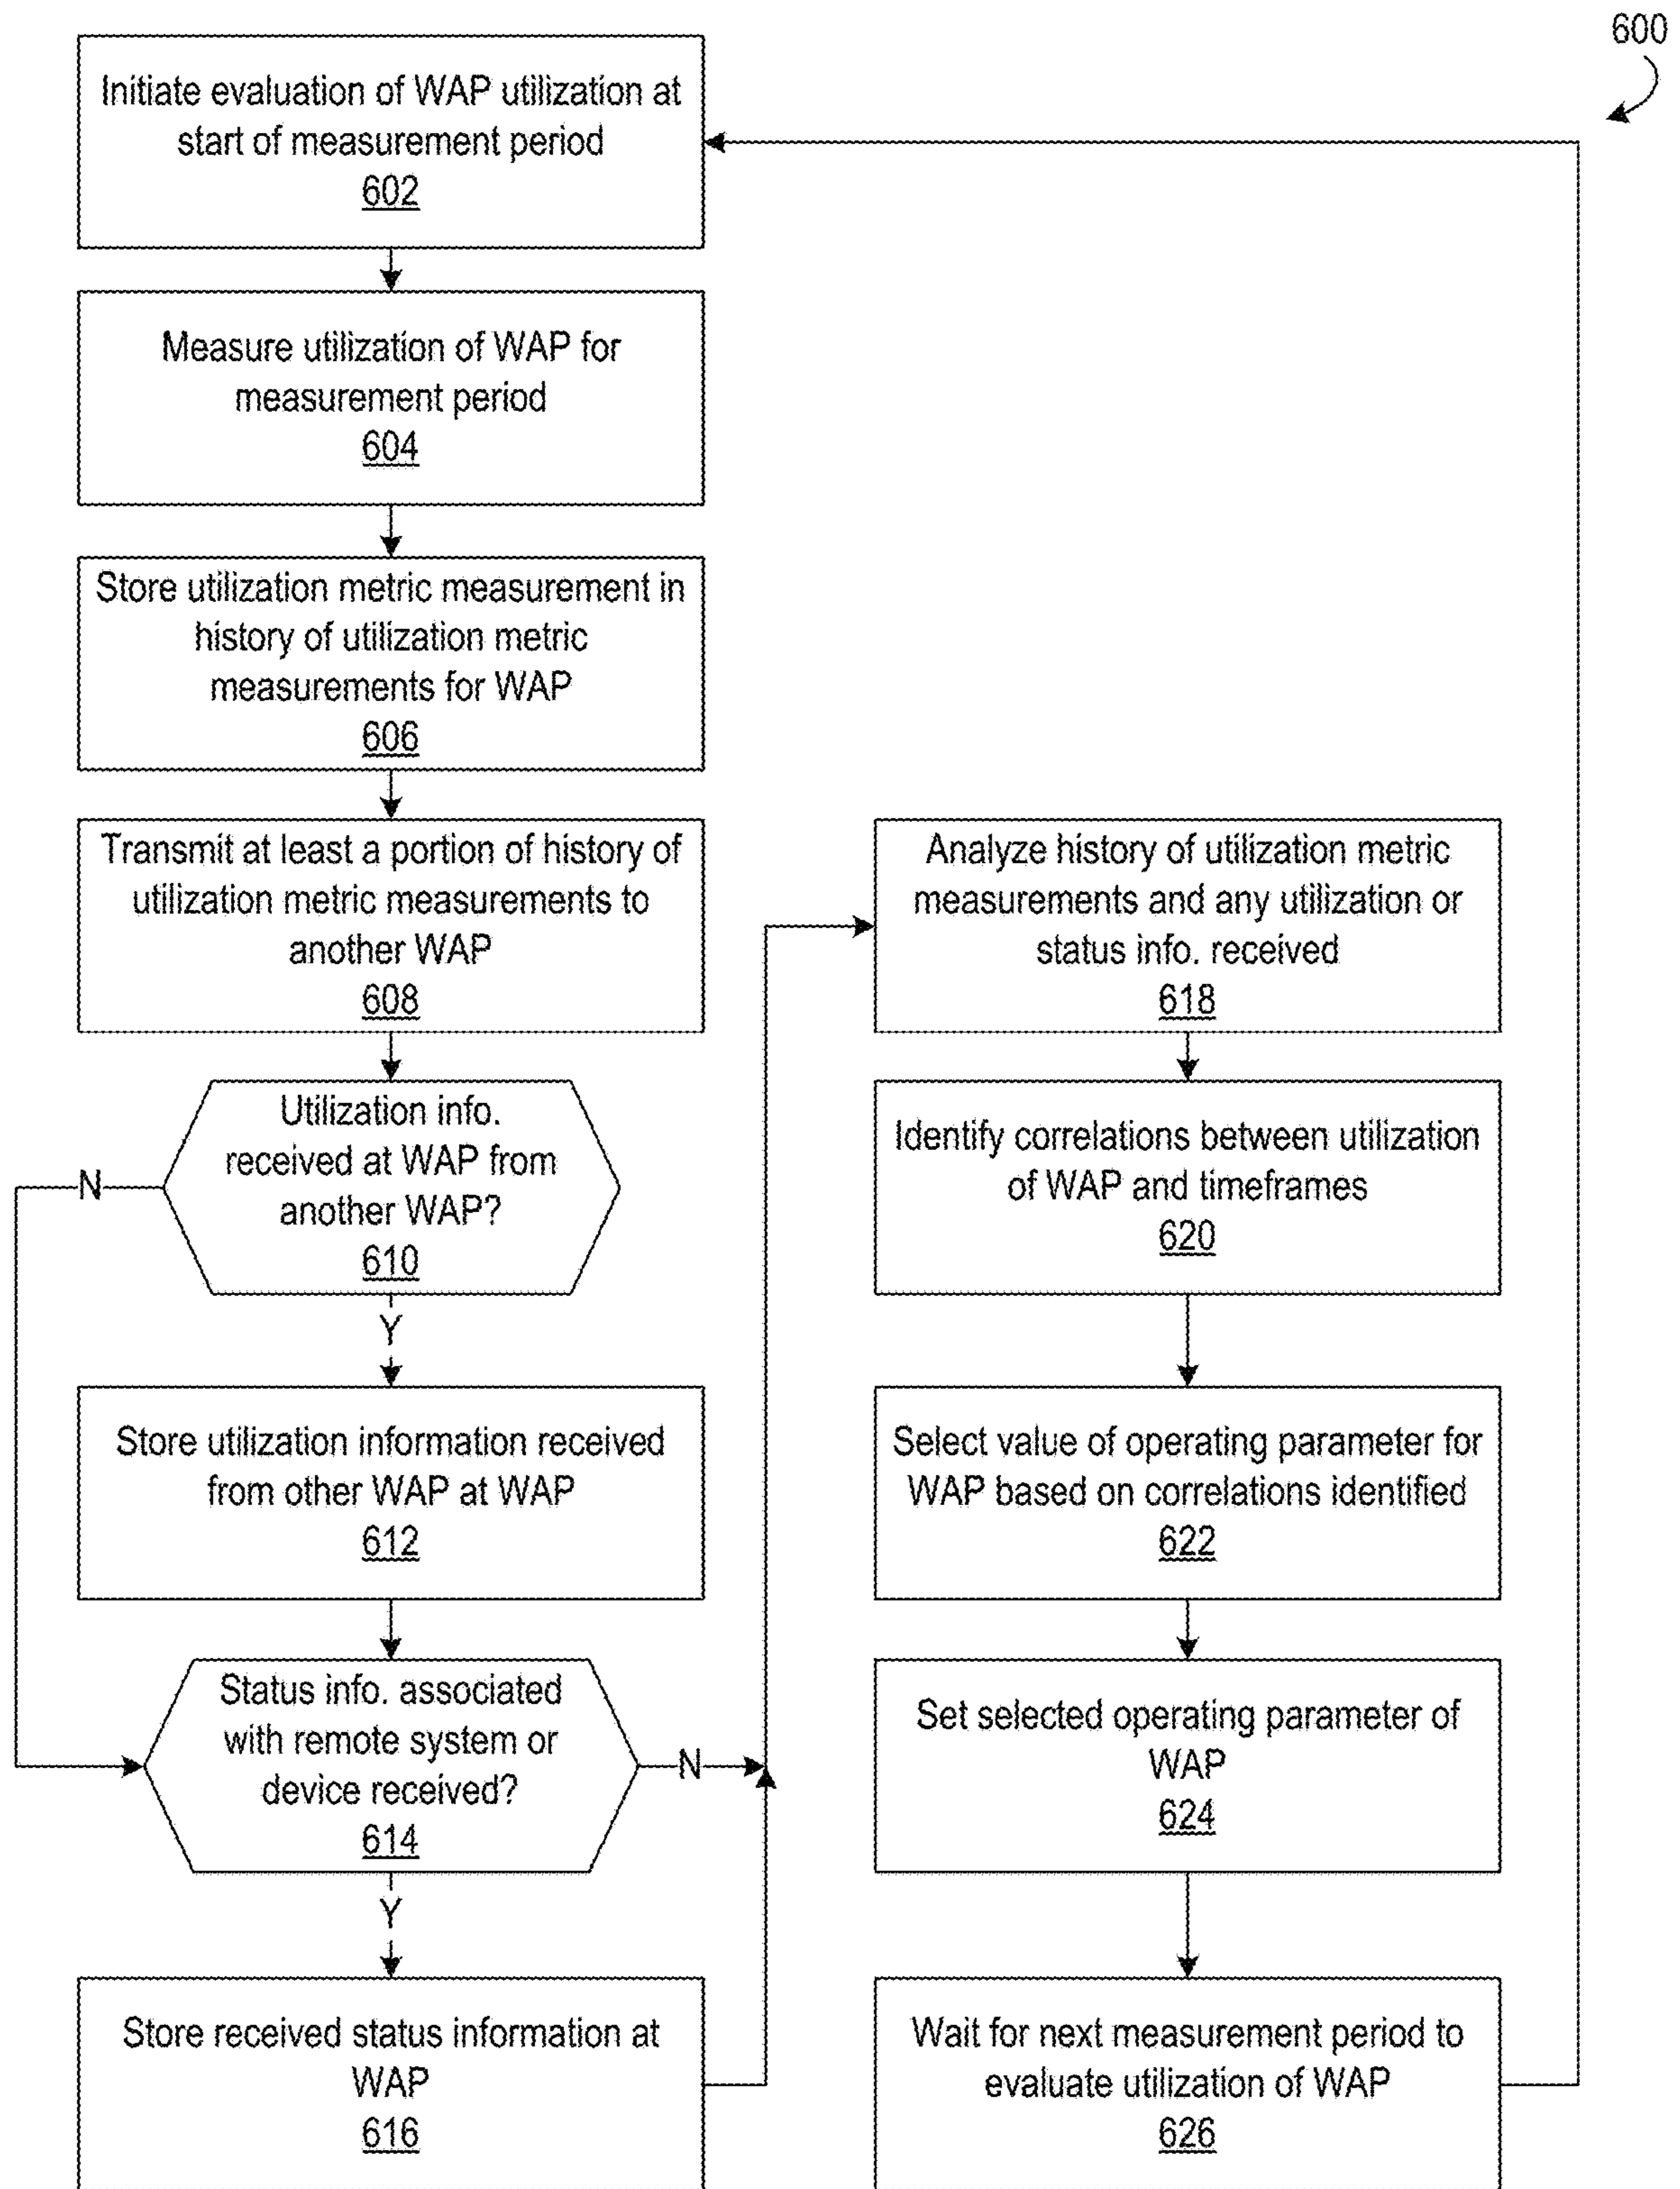 600
Initiate evaluation of WAP utilization at
start of measurement period
602
Measure utilization of WAP for
measurement period
604
Store utilization metric measurement in
history of utilization metric
measurements for WAP
606
Transmit at least a portion of history of
utilization metric measurements to
another WAP
608
Utilization info.
received at WAP from
another WAP?
610
N
Y
Store utilization information received
from other WAP at WAP
612
Status info. associated
with remote system or
device received?
614
N
Y
Store received status information at
WAP
616
Analyze history of utilization metric
measurements and any utilization or
status info. received
618
Identify correlations between utilization
of WAP and timeframes
620
Select value of operating parameter for
WAP based on correlations identified
622
Set selected operating parameter of
WAP
624
Wait for next measurement period to
evaluate utilization of WAP
626